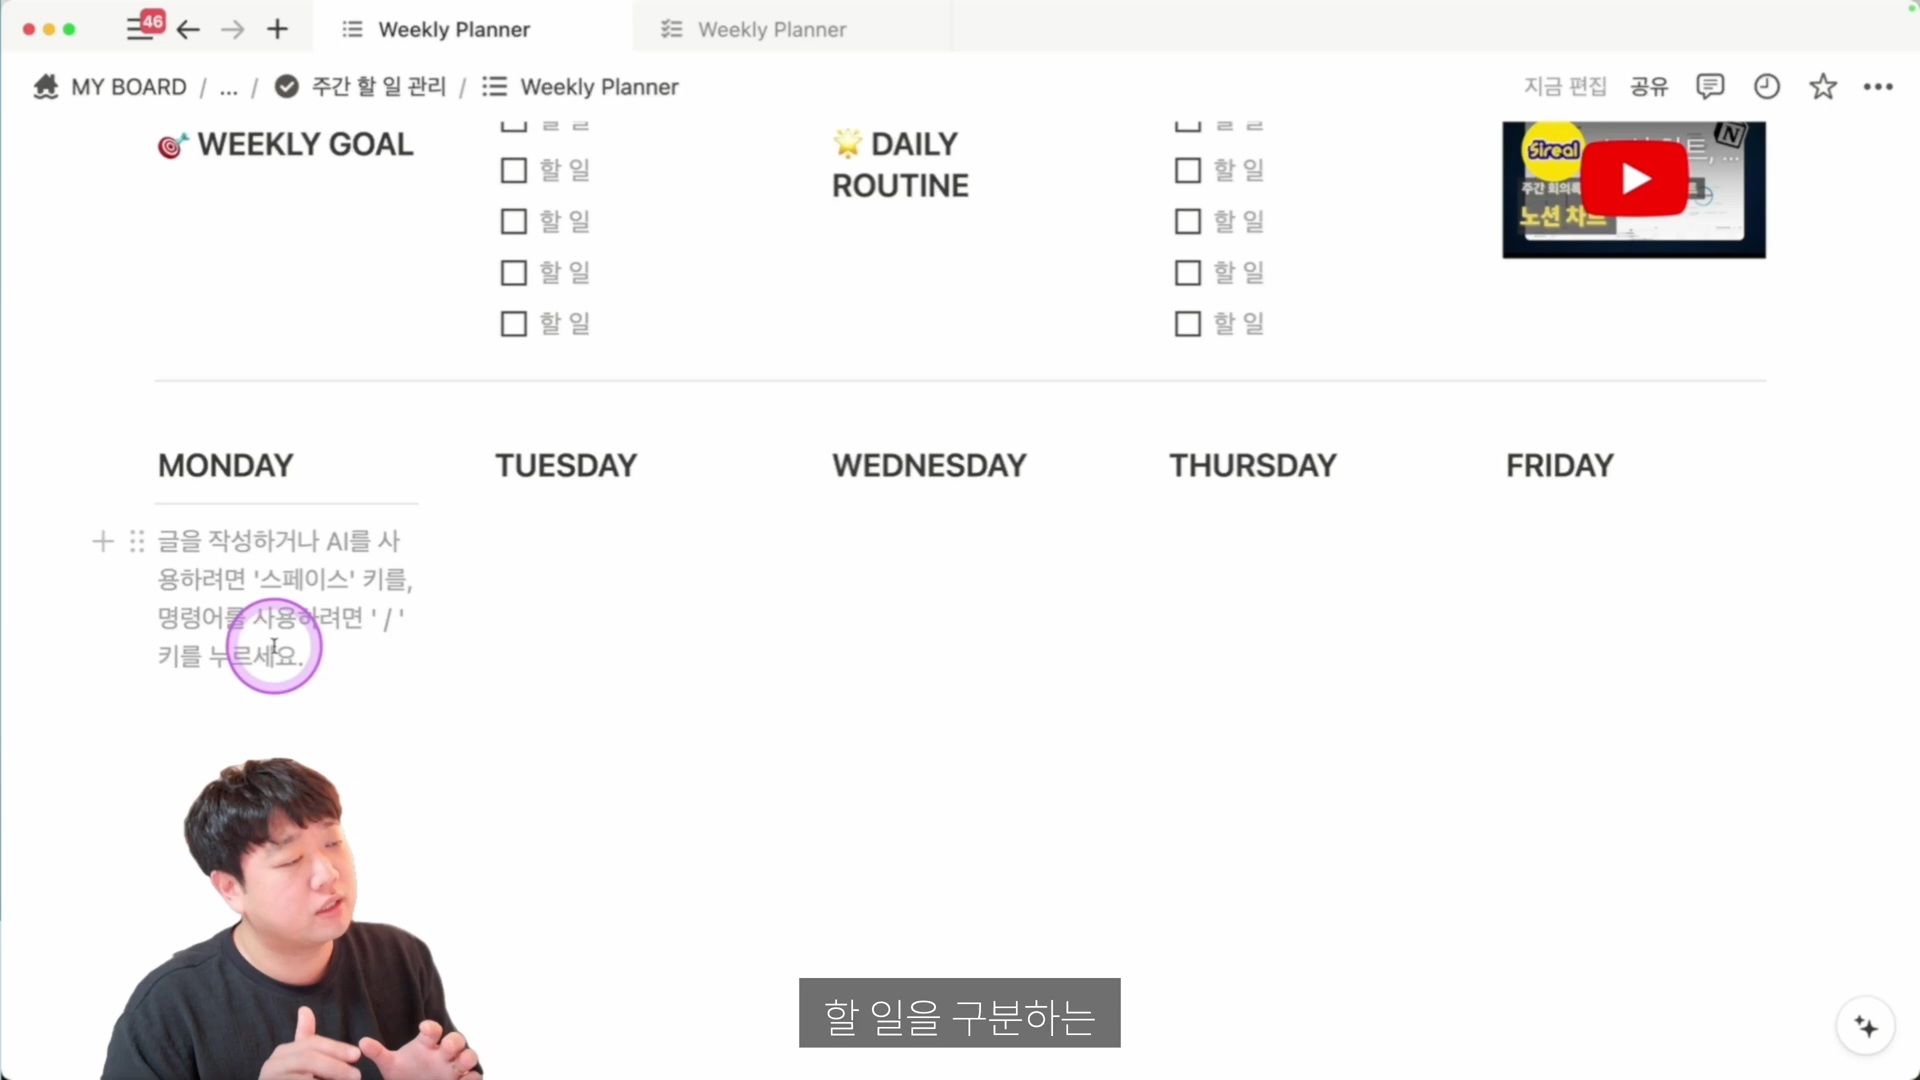 46
Weekly Planner
Weekly Planner
MY BOARD / ... / 주간 할 일 관리 / Weekly Planner
지금 편집 공유
🎯 WEEKLY GOAL
할 일
할 일
할 일
할 일
🌟 DAILY
ROUTINE
할 일
할 일
할 일
할 일
Sireal
N
주간 회의록
노션 차트
MONDAY
TUESDAY
WEDNESDAY
THURSDAY
FRIDAY
글을 작성하거나 AI를 사
용하려면 '스페이스' 키를,
명령어를 사용하려면 ' / '
키를 누르세요.
할 일을 구분하는